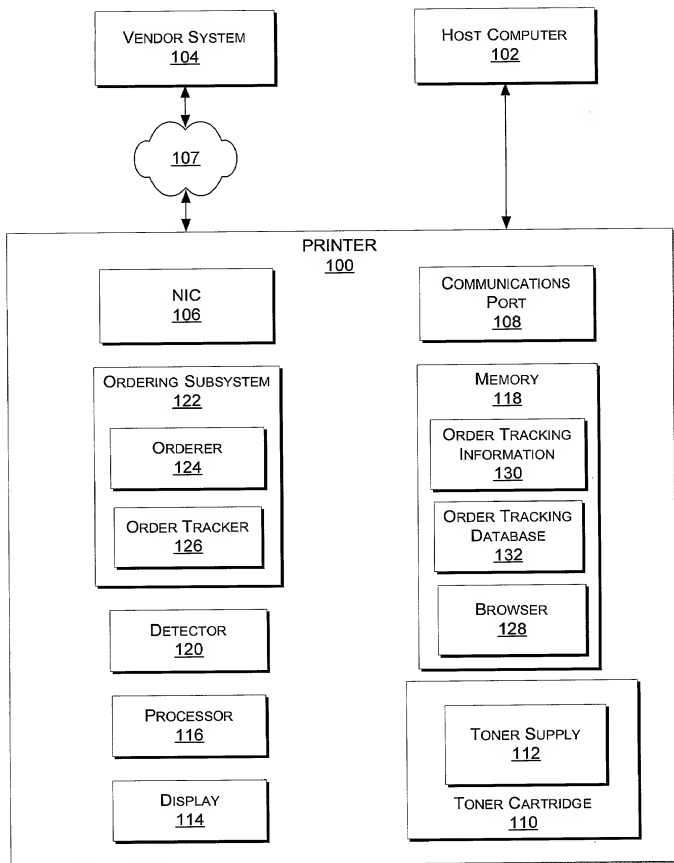 VENDOR SYSTEM
104
HOST COMPUTER
102
107
PRINTER
100
NIC
106
COMMUNICATIONS
PORT
108
ORDERING SUBSYSTEM
122
ORDERER
124
ORDER TRACKER
126
MEMORY
118
ORDER TRACKING
INFORMATION
130
ORDER TRACKING
DATABASE
132
BROWSER
128
DETECTOR
120
PROCESSOR
116
DISPLAY
114
TONER SUPPLY
112
TONER CARTRIDGE
110